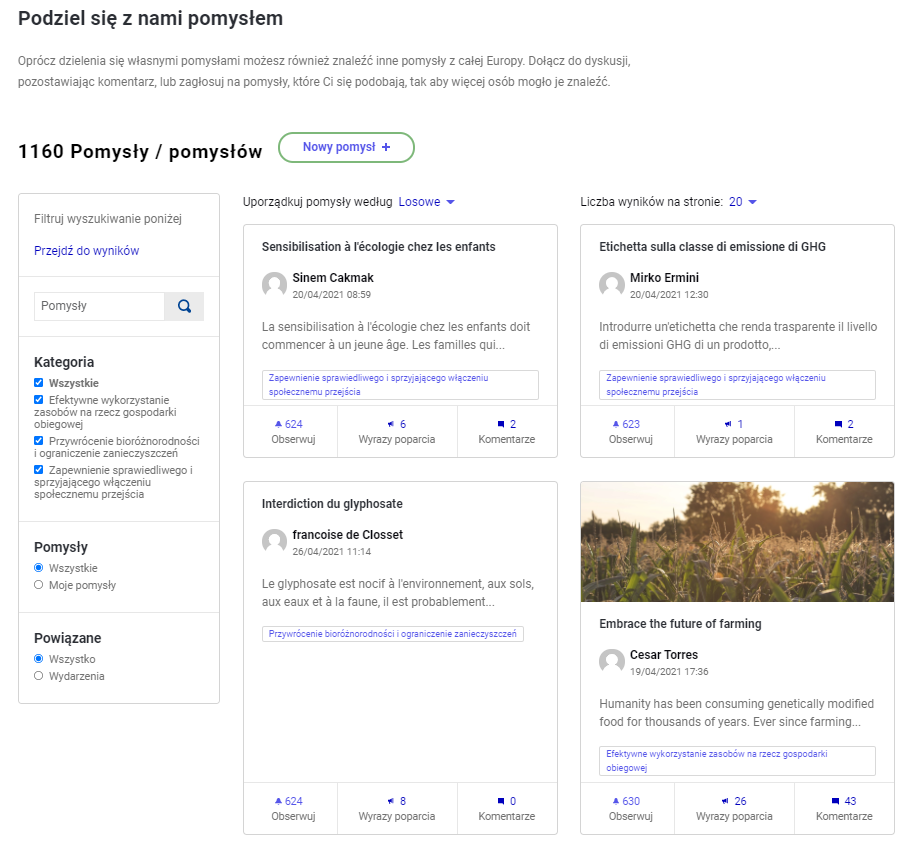 Podziel się z nami pomysłem
Oprócz dzielenia się własnymi pomysłami możesz również znaleźć inne pomysły z całej Europy. Dołącz do dyskusji,
pozostawiając komentarz, lub zagłosuj na pomysły, które Ci się podobają, tak aby więcej osób mogło je znaleźć.
1160 Pomysły / pomysłów
Nowy pomysł +
Filtruj wyszukiwanie poniżej
Przejdź do wyników
Pomysły
Kategoria
Wszystkie
Efektywne wykorzystanie
zasobów na rzecz gospodarki
obiegowej
Przywrócenie bioróżnorodności
i ograniczenie zanieczyszczeń
Zapewnienie sprawiedliwego i
sprzyjającego włączeniu
społecznemu przejścia
Pomysły
Wszystkie
Moje pomysły
Powiązane
Wszystko
Wydarzenia
Uporządkuj pomysły według Losowe
Liczba wyników na stronie: 20
Sensibilisation à l'écologie chez les enfants
Sinem Cakmak
20/04/2021 08:59
La sensibilisation à l'écologie chez les enfants doit
commencer à un jeune âge. Les familles qui...
Zapewnienie sprawiedliwego i sprzyjającego włączeniu
społecznemu przejścia
624 6 2
Obserwuj Wyrazy poparcia Komentarze
Etichetta sulla classe di emissione di GHG
Mirko Ermini
20/04/2021 12:30
Introdurre un'etichetta che renda trasparente il livello
di emissioni GHG di un prodotto,...
Zapewnienie sprawiedliwego i sprzyjającego włączeniu
społecznemu przejścia
623 1 2
Obserwuj Wyrazy poparcia Komentarze
Interdiction du glyphosate
francoise de Closset
26/04/2021 11:14
Le glyphosate est nocif à l'environnement, aux sols,
aux eaux et à la faune, il est probablement...
Przywrócenie bioróżnorodności i ograniczenie zanieczyszczeń
624 8 0
Obserwuj Wyrazy poparcia Komentarze
Embrace the future of farming
Cesar Torres
19/04/2021 17:36
Humanity has been consuming genetically modified
food for thousands of years. Ever since farming...
Efektywne wykorzystanie zasobów na rzecz gospodarki
obiegowej
630 26 43
Obserwuj Wyrazy poparcia Komentarze